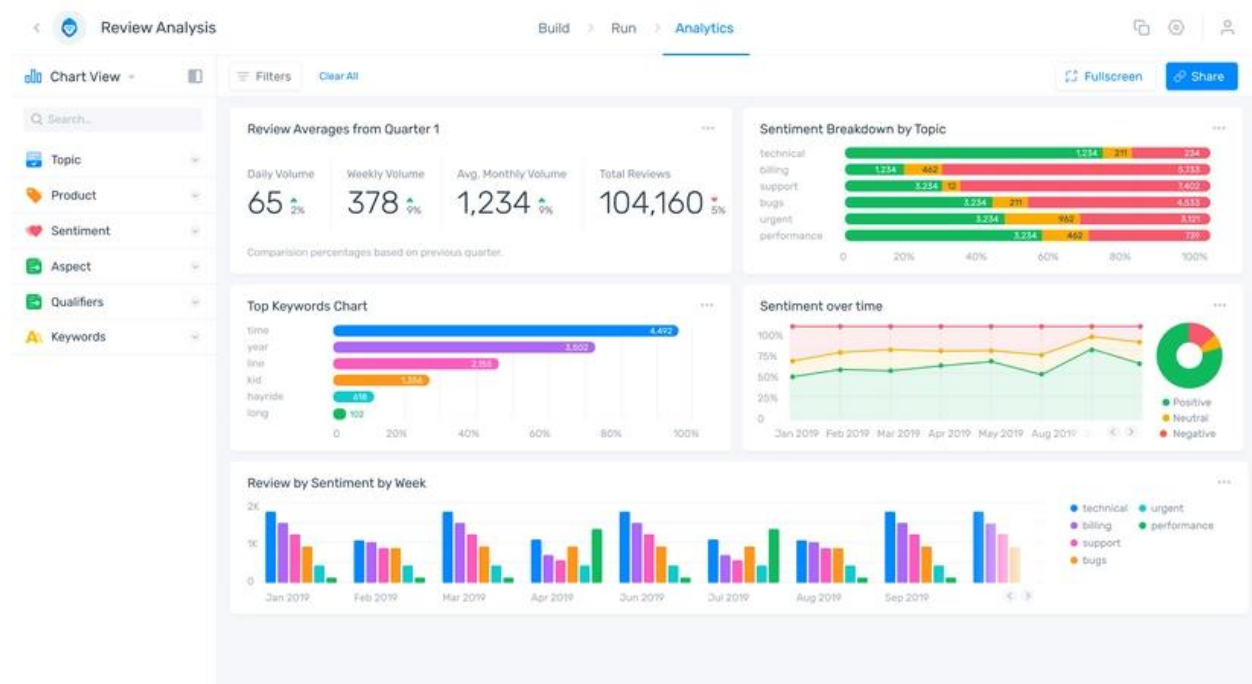 Review Analysis
Build > Run > Analytics
Chart View
Filters
Clear All
Fullscreen
Share
Search...
Topic
Product
Sentiment
Aspect
Qualifiers
Keywords
Review Averages from Quarter 1
Daily Volume
65 2%
Weekly Volume
378 9%
Avg. Monthly Volume
1,234 9%
Total Reviews
104,160 5%
Comparision percentages based on previous quarter.
Sentiment Breakdown by Topic
technical 1,234 211 234
billing 1,234 462 5,733
support 3,234 12 7,402
bugs 3,234 211 4,533
urgent 3,234 962 3,121
performance 3,234 462 739
0 20% 40% 60% 80% 100%
Top Keywords Chart
time 4,492
year 3,502
line 2,155
kid
hayride 618
long 102
0 20% 40% 60% 80% 100%
Sentiment over time
100%
75%
50%
25%
0
Jan 2019 Feb 2019 Mar 2019 Apr 2019 May 2019 Aug 2019
Positive
Neutral
Negative
Review by Sentiment by Week
2K
1K
0
Jan 2019 Feb 2019 Mar 2019 Apr 2019 Jun 2019 Jul 2019 Aug 2019 Sep 2019
technical
billing
support
bugs
urgent
performance